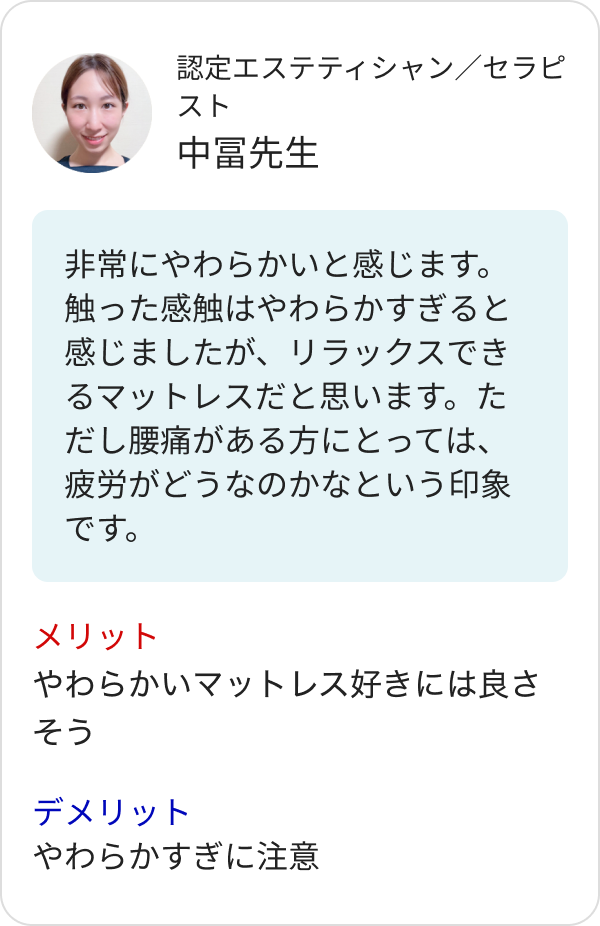 認定エステティシャン／セラピ
スト
中冨先生
非常にやわらかいと感じます。
触った感触はやわらかすぎると
感じましたが、リラックスでき
るマットレスだと思います。た
だし腰痛がある方にとっては、
疲労がどうなのかなという印象
です。
メリット
やわらかいマットレス好きには良さ
そう
デメリット
やわらかすぎに注意